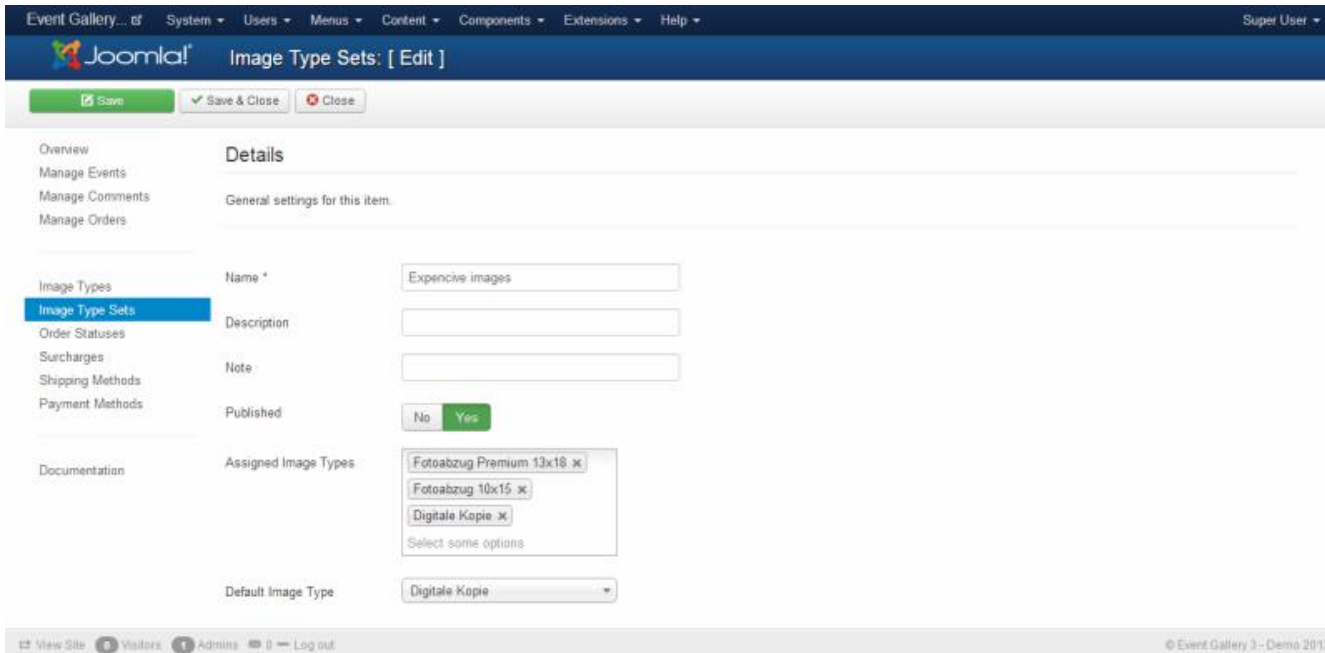 Event Gallery... System Users Menus Content Components Extensions Help Super User
Joomla! Image Type Sets: [ Edit ]
Save Save & Close Close
Overview
Manage Events
Manage Comments
Manage Orders
Image Types
Image Type Sets
Order Statuses
Surcharges
Shipping Methods
Payment Methods
Documentation
Details
General settings for this item.
Name * Expencive images
Description
Note
Published No Yes
Assigned Image Types Fotoabzug Premium 13x18
Fotoabzug 10x15
Digitale Kopie
Select some options
Default Image Type Digitale Kopie
View Site 0 Visitors 1 Admins 0 Log out © Event Gallery 3 - Demo 201